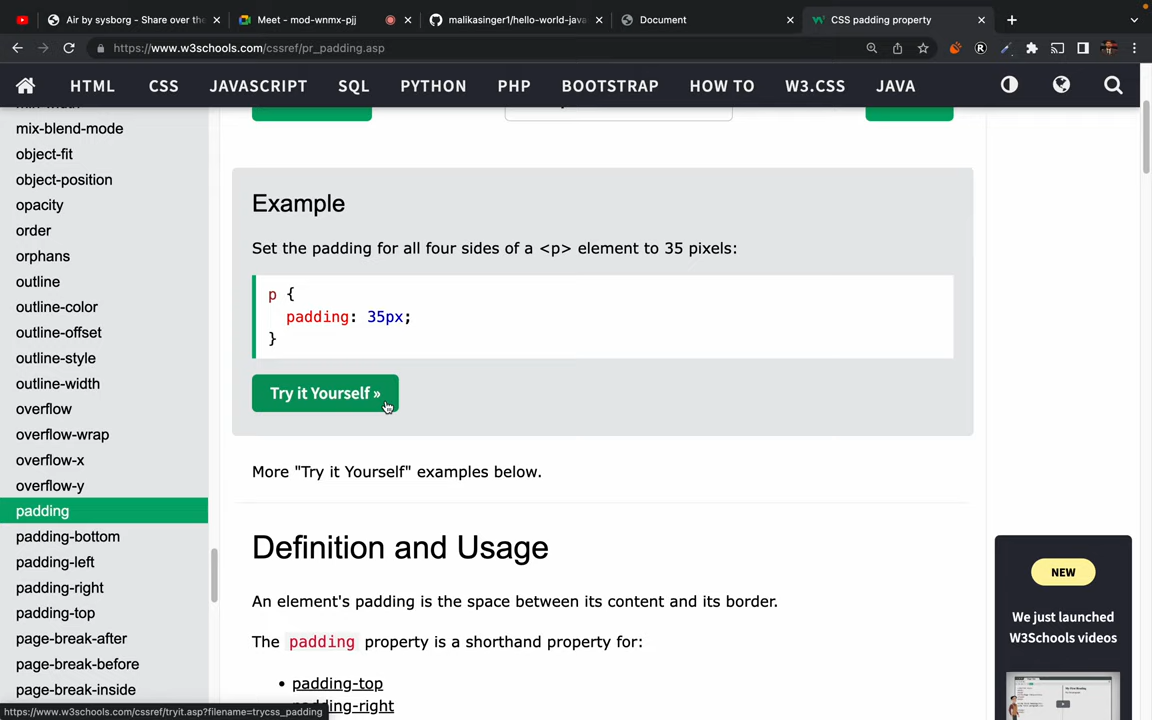 Air by sysborg - Share over the
Meet - mod-wnmx-pjj
malikasinger1/hello-world-java
Document
CSS padding property
https://www.w3schools.com/cssref/pr_padding.asp
HTML CSS JAVASCRIPT SQL PYTHON PHP BOOTSTRAP HOW TO W3.CSS JAVA
mix-blend-mode
object-fit
object-position
opacity
order
orphans
outline
outline-color
outline-offset
outline-style
outline-width
overflow
overflow-wrap
overflow-x
overflow-y
padding
padding-bottom
padding-left
padding-right
padding-top
page-break-after
page-break-before
page-break-inside
https://www.w3schools.com/cssref/tryit.asp?filename=trycss_padding
Example
Set the padding for all four sides of a <p> element to 35 pixels:
p {
padding: 35px;
}
Try it Yourself »
More "Try it Yourself" examples below.
Definition and Usage
An element's padding is the space between its content and its border.
The padding property is a shorthand property for:
• padding-top
padding-right
NEW
We just launched
W3Schools videos